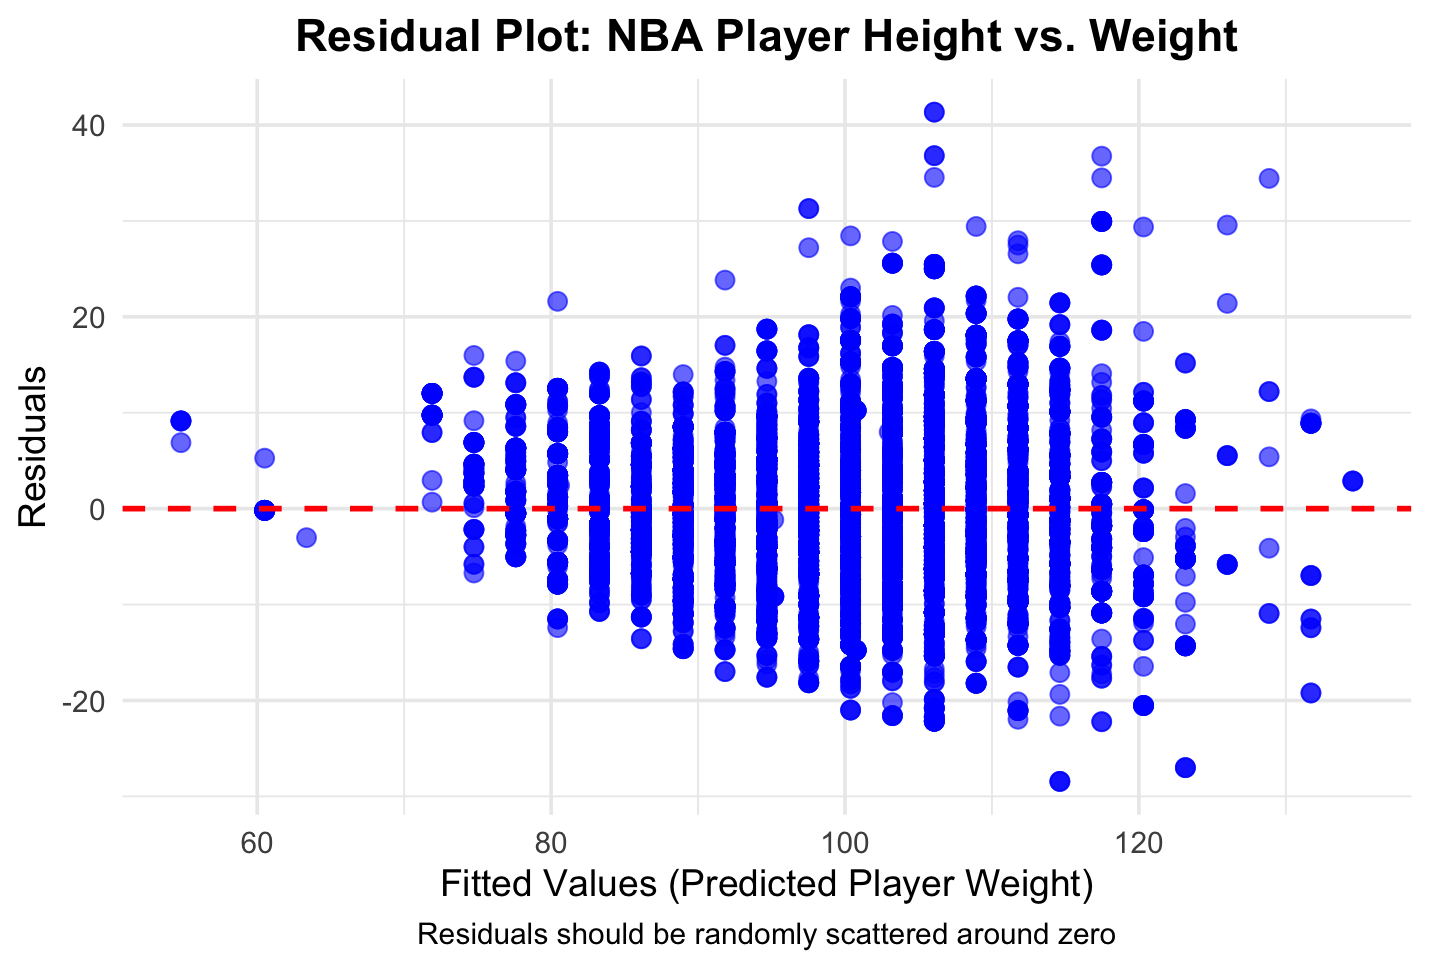 Residual Plot: NBA Player Height vs. Weight
40
20
0
-20
Residuals
60 80 100 120
Fitted Values (Predicted Player Weight)
Residuals should be randomly scattered around zero